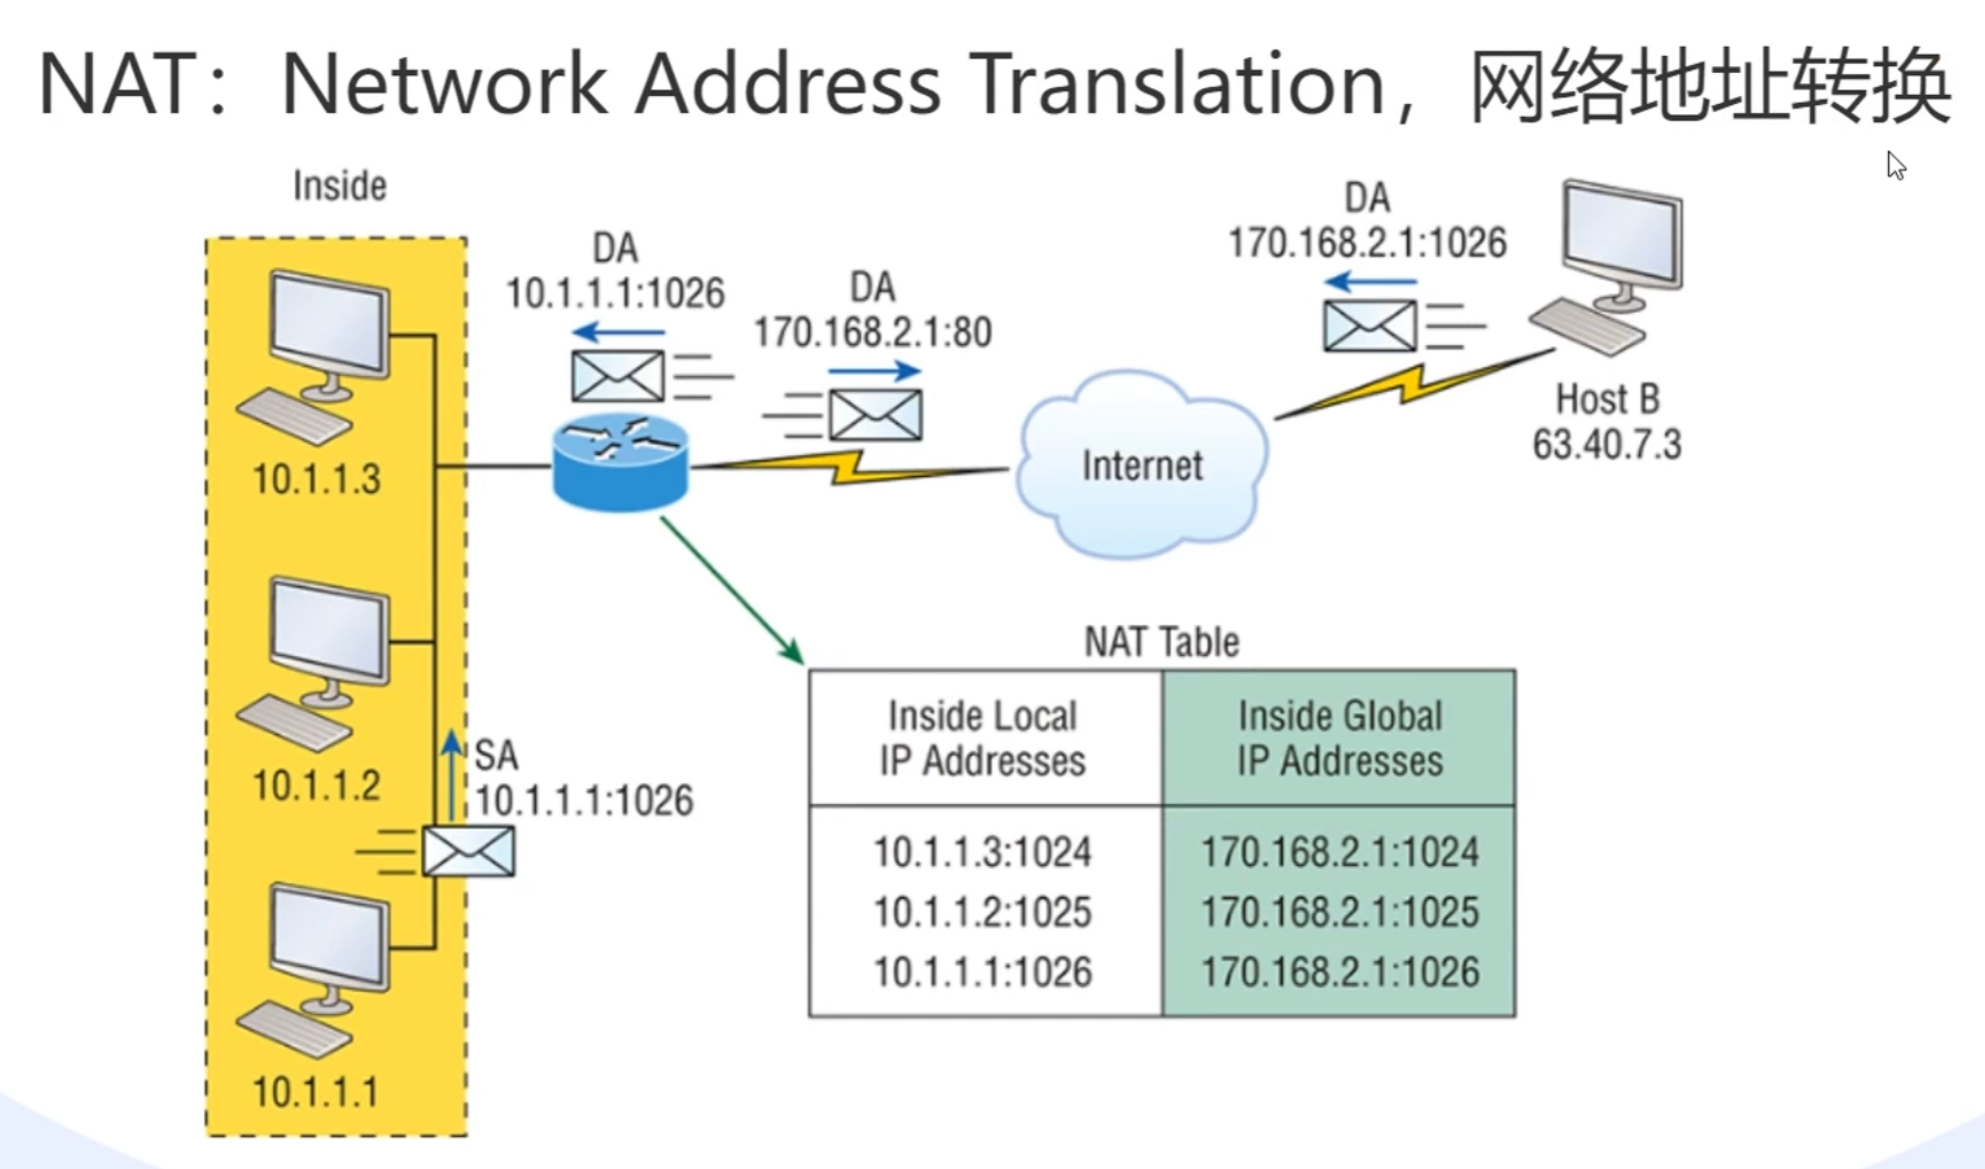 NAT：Network Address Translation，网络地址转换
Inside
DA
10.1.1.1:1026
DA
170.168.2.1:80
DA
170.168.2.1:1026
Internet
Host B
63.40.7.3
10.1.1.3
10.1.1.2
SA
10.1.1.1:1026
10.1.1.1
NAT Table
Inside Local
IP Addresses
Inside Global
IP Addresses
10.1.1.3:1024 170.168.2.1:1024
10.1.1.2:1025 170.168.2.1:1025
10.1.1.1:1026 170.168.2.1:1026